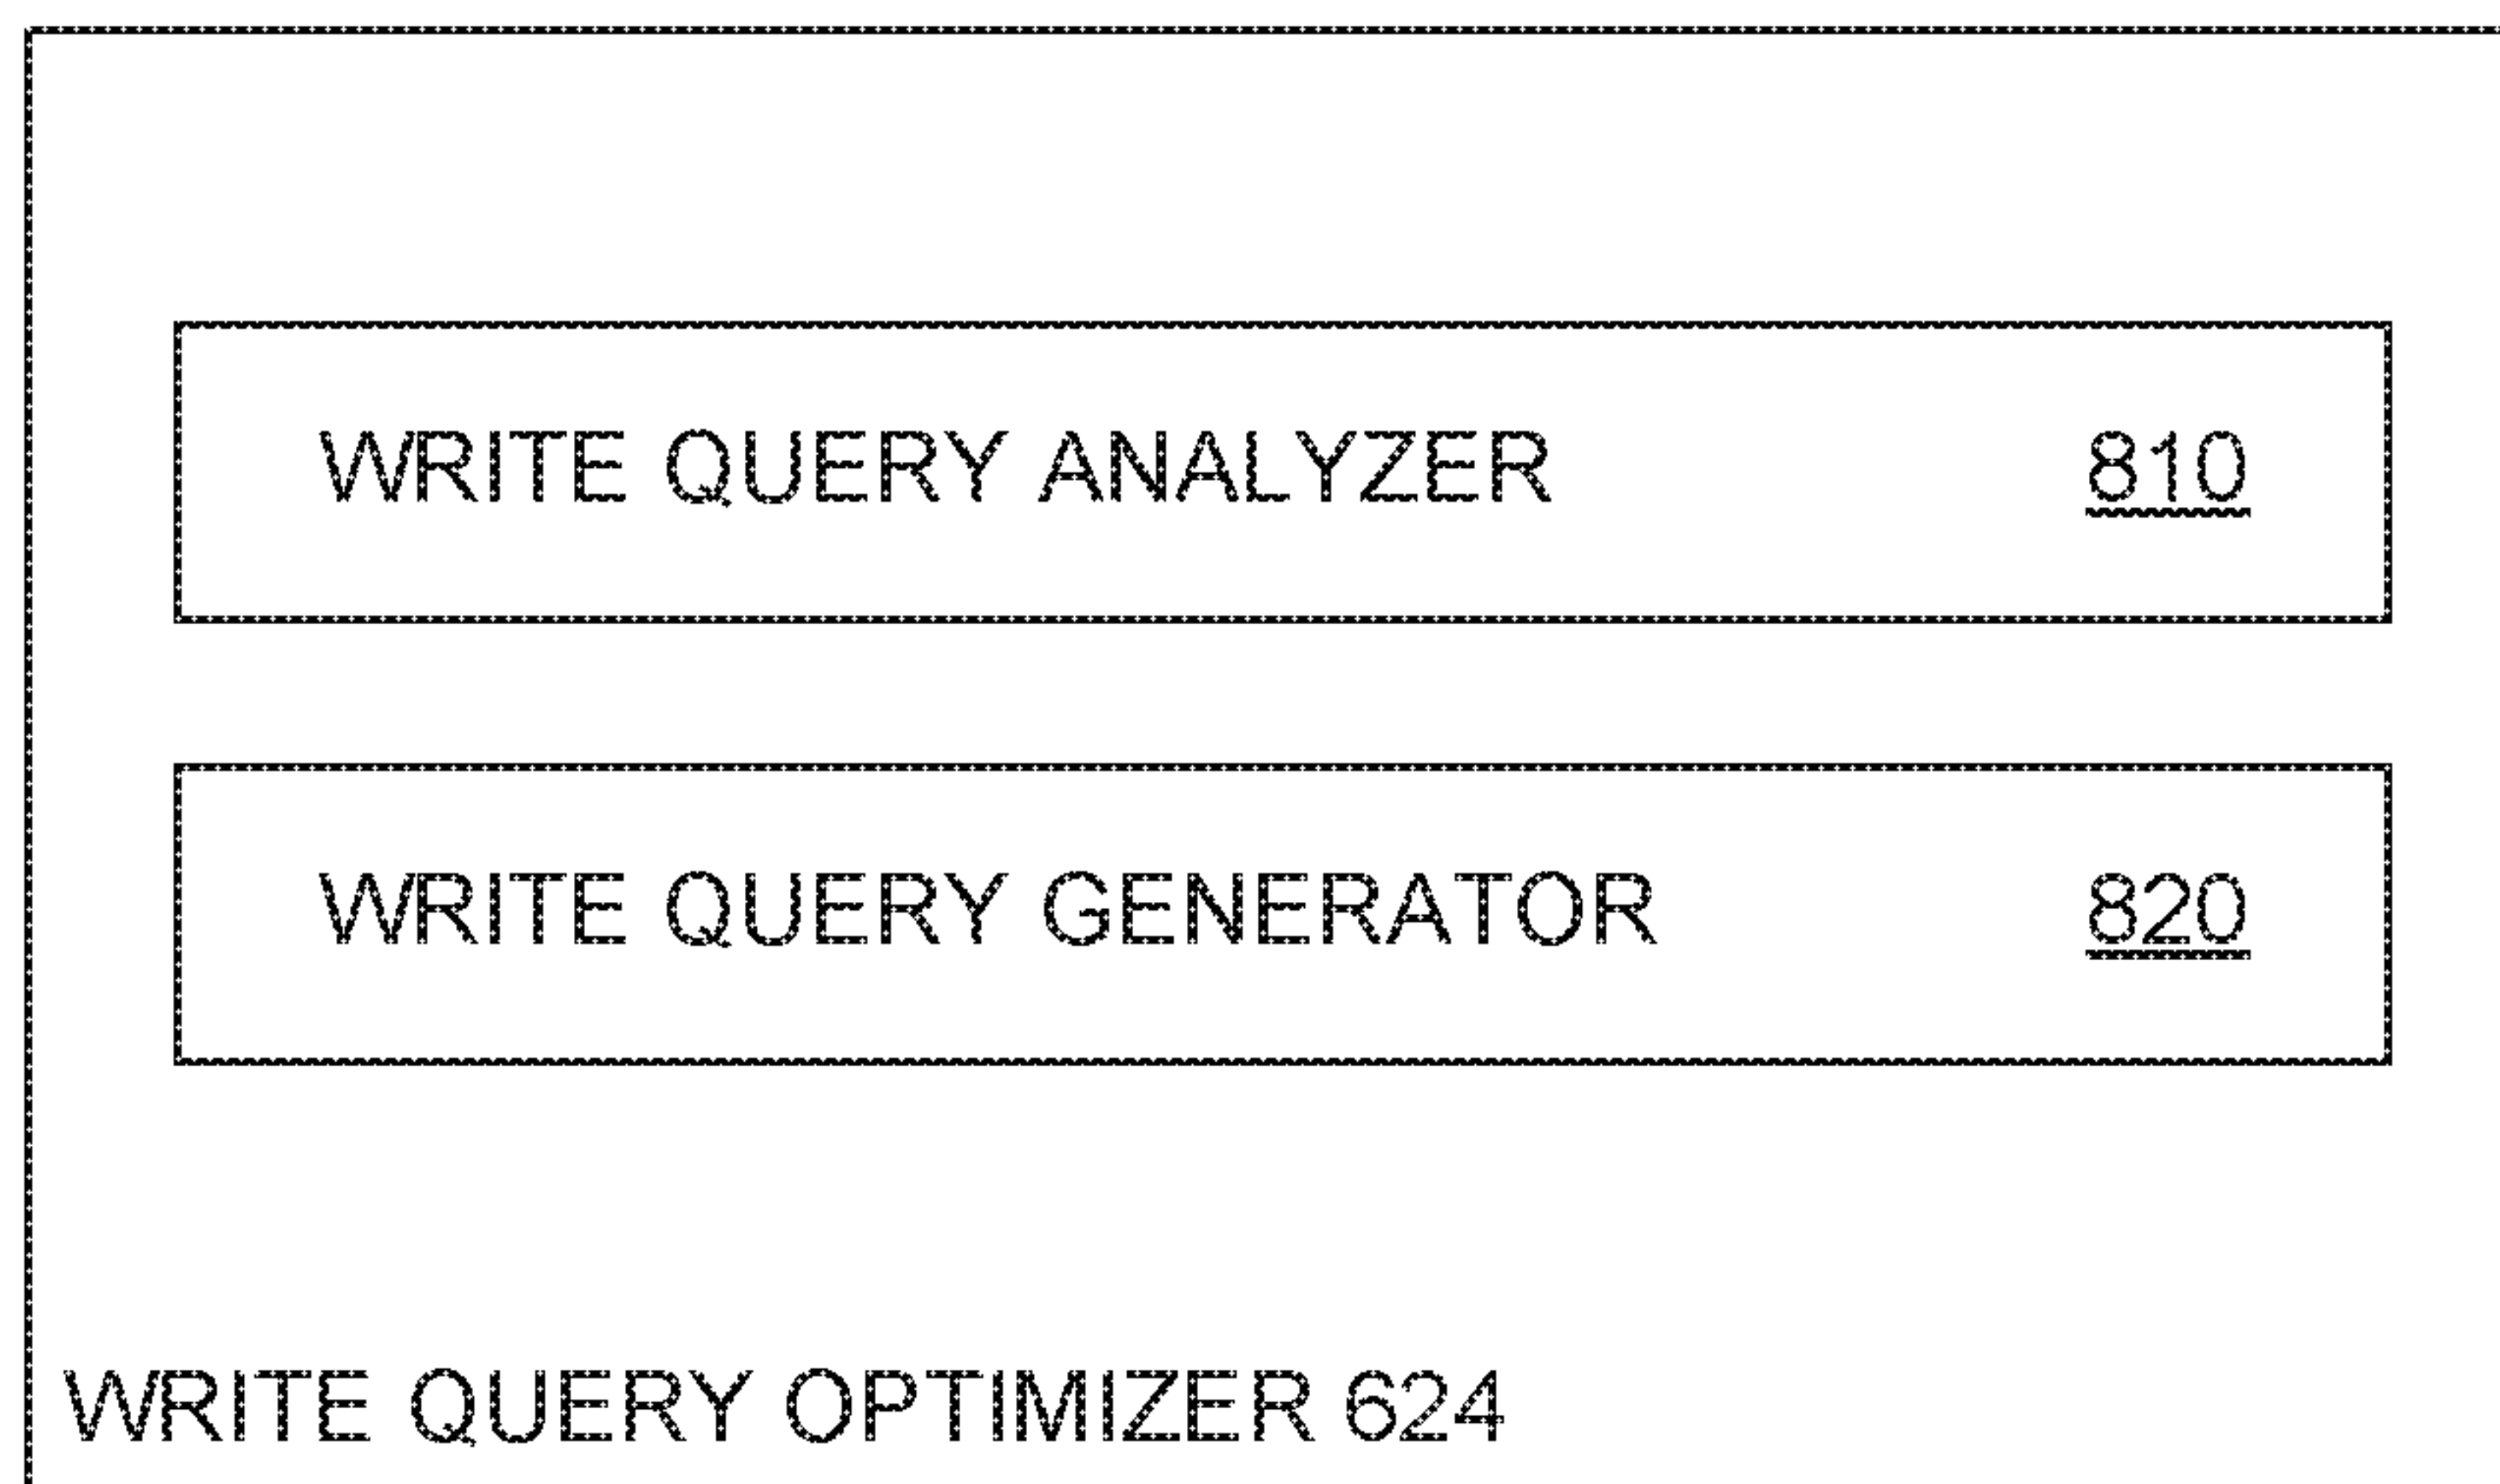 WRITE QUERY ANALYZER 810
WRITE QUERY GENERATOR 820
WRITE QUERY OPTIMIZER 624